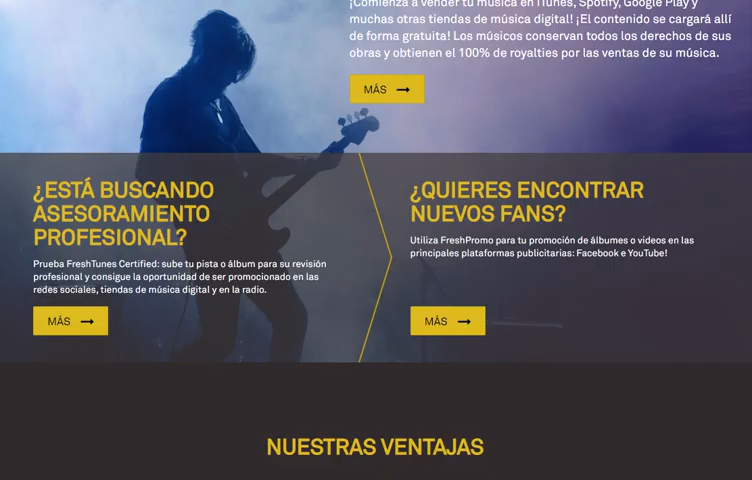 ¡Comienza a vender tu música en iTunes, Spotify, Google Play y
muchas otras tiendas de música digital! ¡El contenido se cargará allí
de forma gratuita! Los músicos conservan todos los derechos de sus
obras y obtienen el 100% de royalties por las ventas de su música.
MÁS
¿ESTÁ BUSCANDO
ASESORAMIENTO
PROFESIONAL?
Prueba FreshTunes Certified: sube tu pista o álbum para su revisión
profesional y consigue la oportunidad de ser promocionado en las
redes sociales, tiendas de música digital y en la radio.
MÁS
¿QUIERES ENCONTRAR
NUEVOS FANS?
Utiliza FreshPromo para tu promoción de álbumes o videos en las
principales plataformas publicitarias: Facebook e YouTube!
MÁS
NUESTRAS VENTAJAS